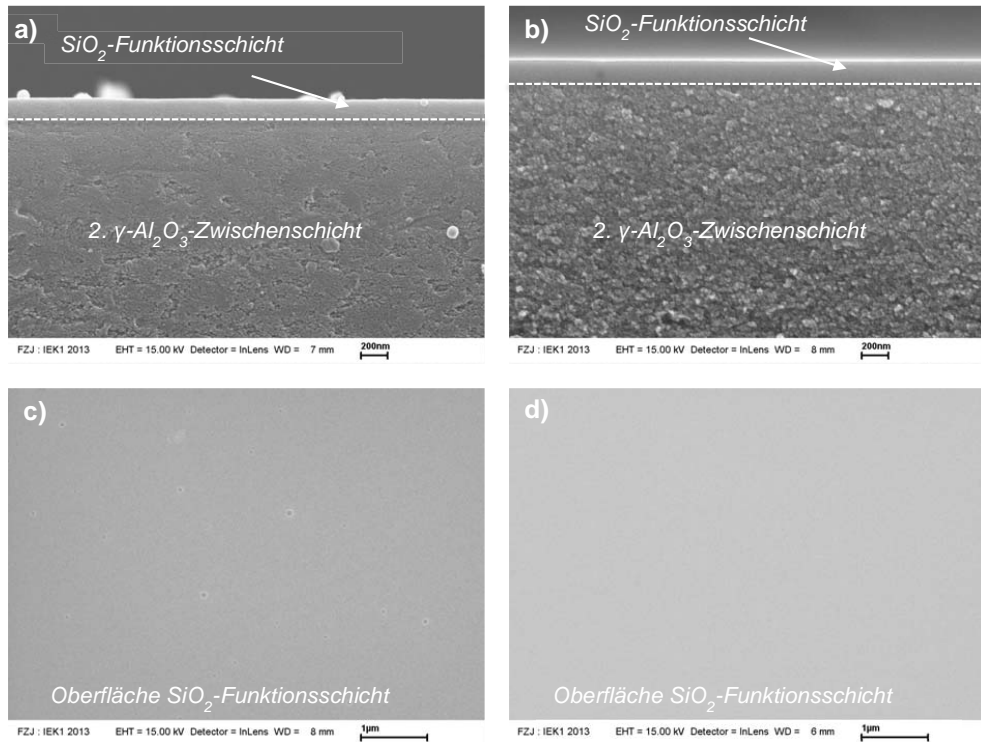 a)
SiO2-Funktionsschicht
2. γ-Al2O3-Zwischenschicht
FZJ : IEK1 2013 EHT = 15.00 kV Detector = InLens WD = 7 mm 200nm
b)
SiO2-Funktionsschicht
2. γ-Al2O3-Zwischenschicht
FZJ : IEK1 2013 EHT = 15.00 kV Detector = InLens WD = 8 mm 200nm
c)
Oberfläche SiO2-Funktionsschicht
FZJ : IEK1 2013 EHT = 15.00 kV Detector = InLens WD = 8 mm 1µm
d)
Oberfläche SiO2-Funktionsschicht
FZJ : IEK1 2013 EHT = 15.00 kV Detector = InLens WD = 6 mm 1µm